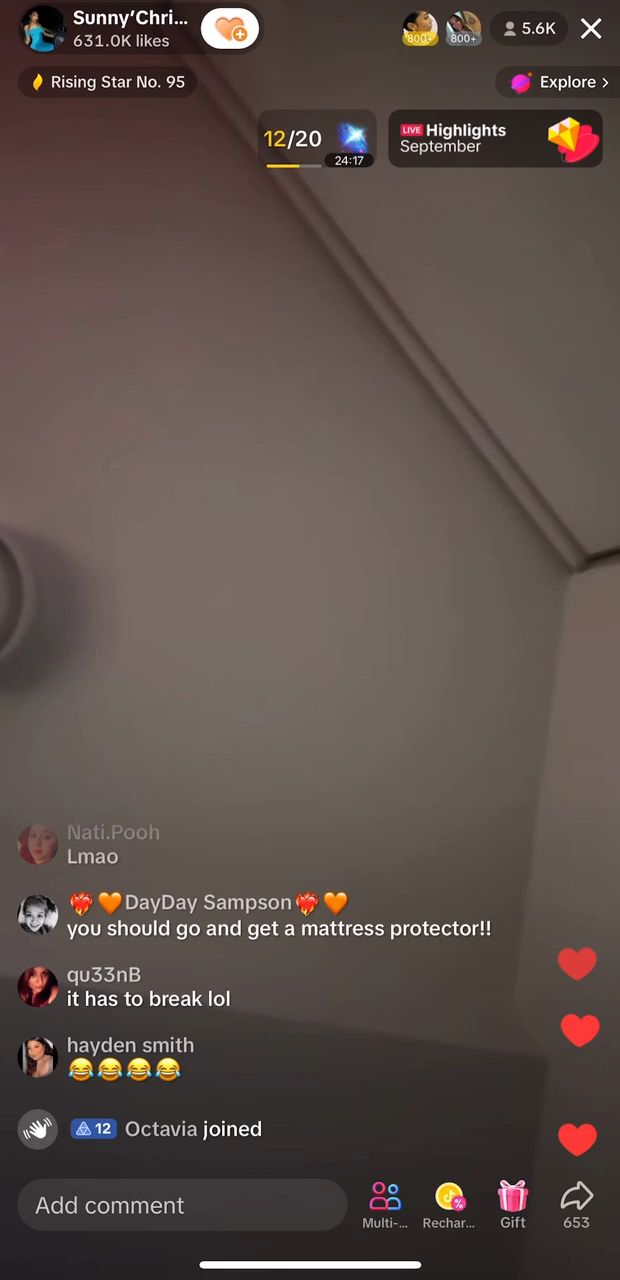 Sunny’Chri...
631.0K likes
800+
800+
5.6K
Rising Star No. 95
Explore >
12/20
24:17
LIVE Highlights
September
Nati.Pooh
Lmao
❤️‍🔥🧡DayDay Sampson❤️‍🔥🧡
you should go and get a mattress protector!!
qu33nB
it has to break lol
hayden smith
😂😂😂😂
12 Octavia joined
Add comment
Multi-...
Rechar...
Gift
653